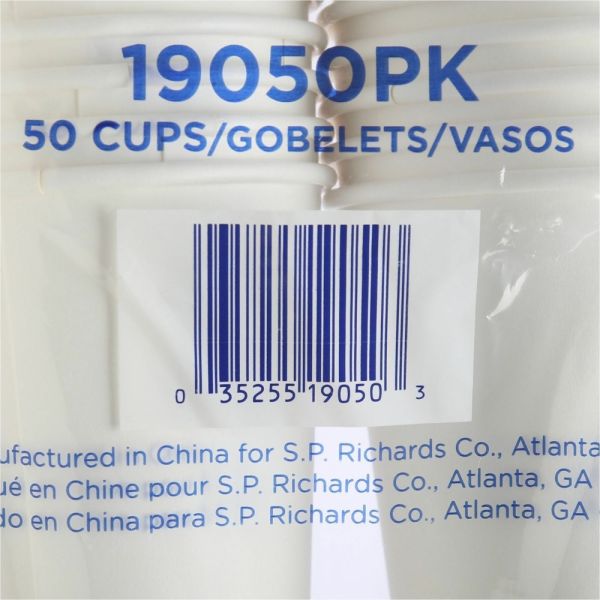 19050PK
50 CUPS/GOBELETS/VASOS
0 35255 19050 3
ufactured in China for S.P. Richards Co., Atlanta
ué en Chine pour S.P. Richards Co., Atlanta, GA
do en China para S.P. Richards Co., Atlanta, GA